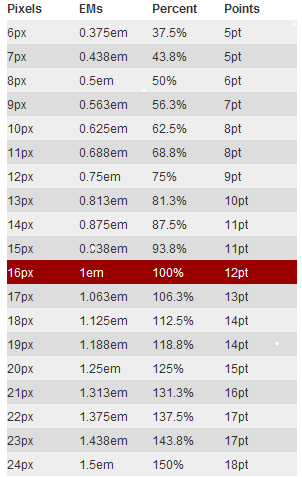 Pixels EMs Percent Points
6px 0.375em 37.5% 5pt
7px 0.438em 43.8% 5pt
8px 0.5em 50% 6pt
9px 0.563em 56.3% 7pt
10px 0.625em 62.5% 8pt
11px 0.688em 68.8% 8pt
12px 0.75em 75% 9pt
13px 0.813em 81.3% 10pt
14px 0.875em 87.5% 11pt
15px 0.938em 93.8% 11pt
16px 1em 100% 12pt
17px 1.063em 106.3% 13pt
18px 1.125em 112.5% 14pt
19px 1.188em 118.8% 14pt
20px 1.25em 125% 15pt
21px 1.313em 131.3% 16pt
22px 1.375em 137.5% 17pt
23px 1.438em 143.8% 17pt
24px 1.5em 150% 18pt